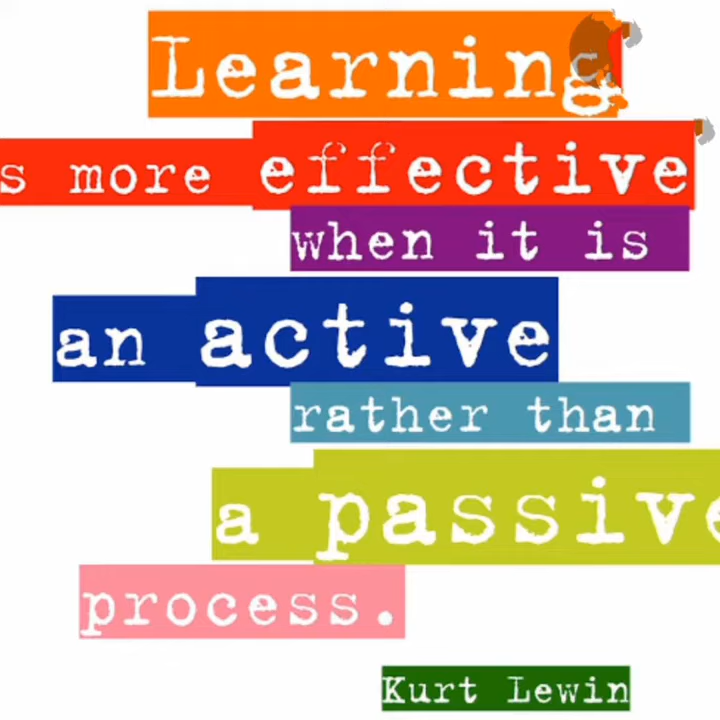 Learning
s more effective
when it is
an active
rather than
a passive
process.
Kurt Lewin